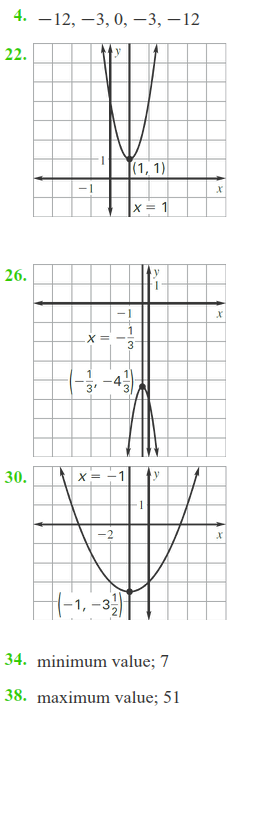 4. −12, −3, 0, −3, −12
22.
y
1
(1, 1)
−1
x
x = 1
26.
y
1
−1
x
x = −1/3
(−1/3, −4 1/3)
30.
x = −1
y
1
−2
x
(−1, −3 1/2)
34. minimum value; 7
38. maximum value; 51